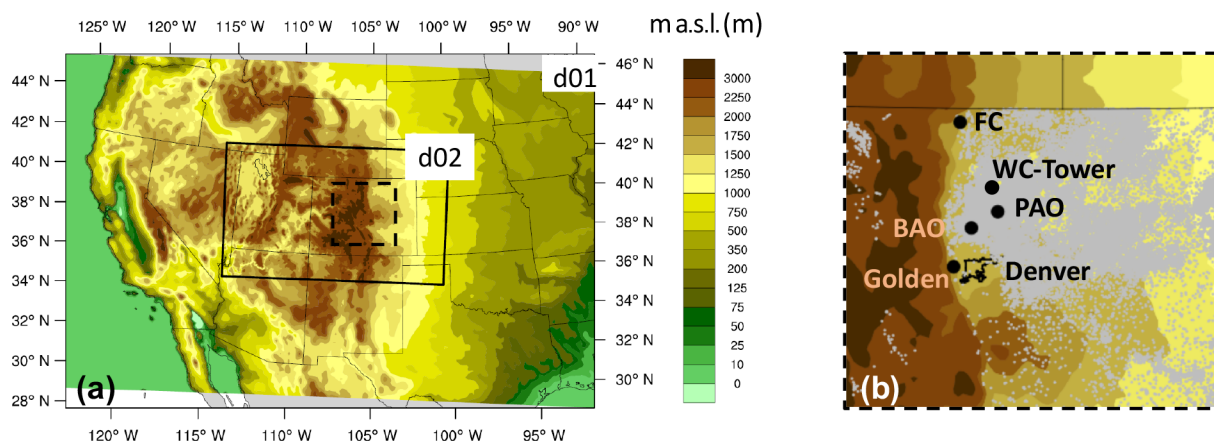 125° W 120° W 115° W 110° W 105° W 100° W 95° W
m a.s.l. (m)
d01
44° N
42° N
40° N
38° N
36° N
34° N
32° N
30° N
28° N
d02
46° N
44° N
42° N
40° N
38° N
36° N
34° N
32° N
30° N
(a)
120° W 115° W 110° W 105° W 100° W 95° W
3000
2250
2000
1750
1500
1000
750
500
350
200
125
75
50
25
10
0
FC
WC-Tower
PAO
BAO
Denver
Golden
(b)